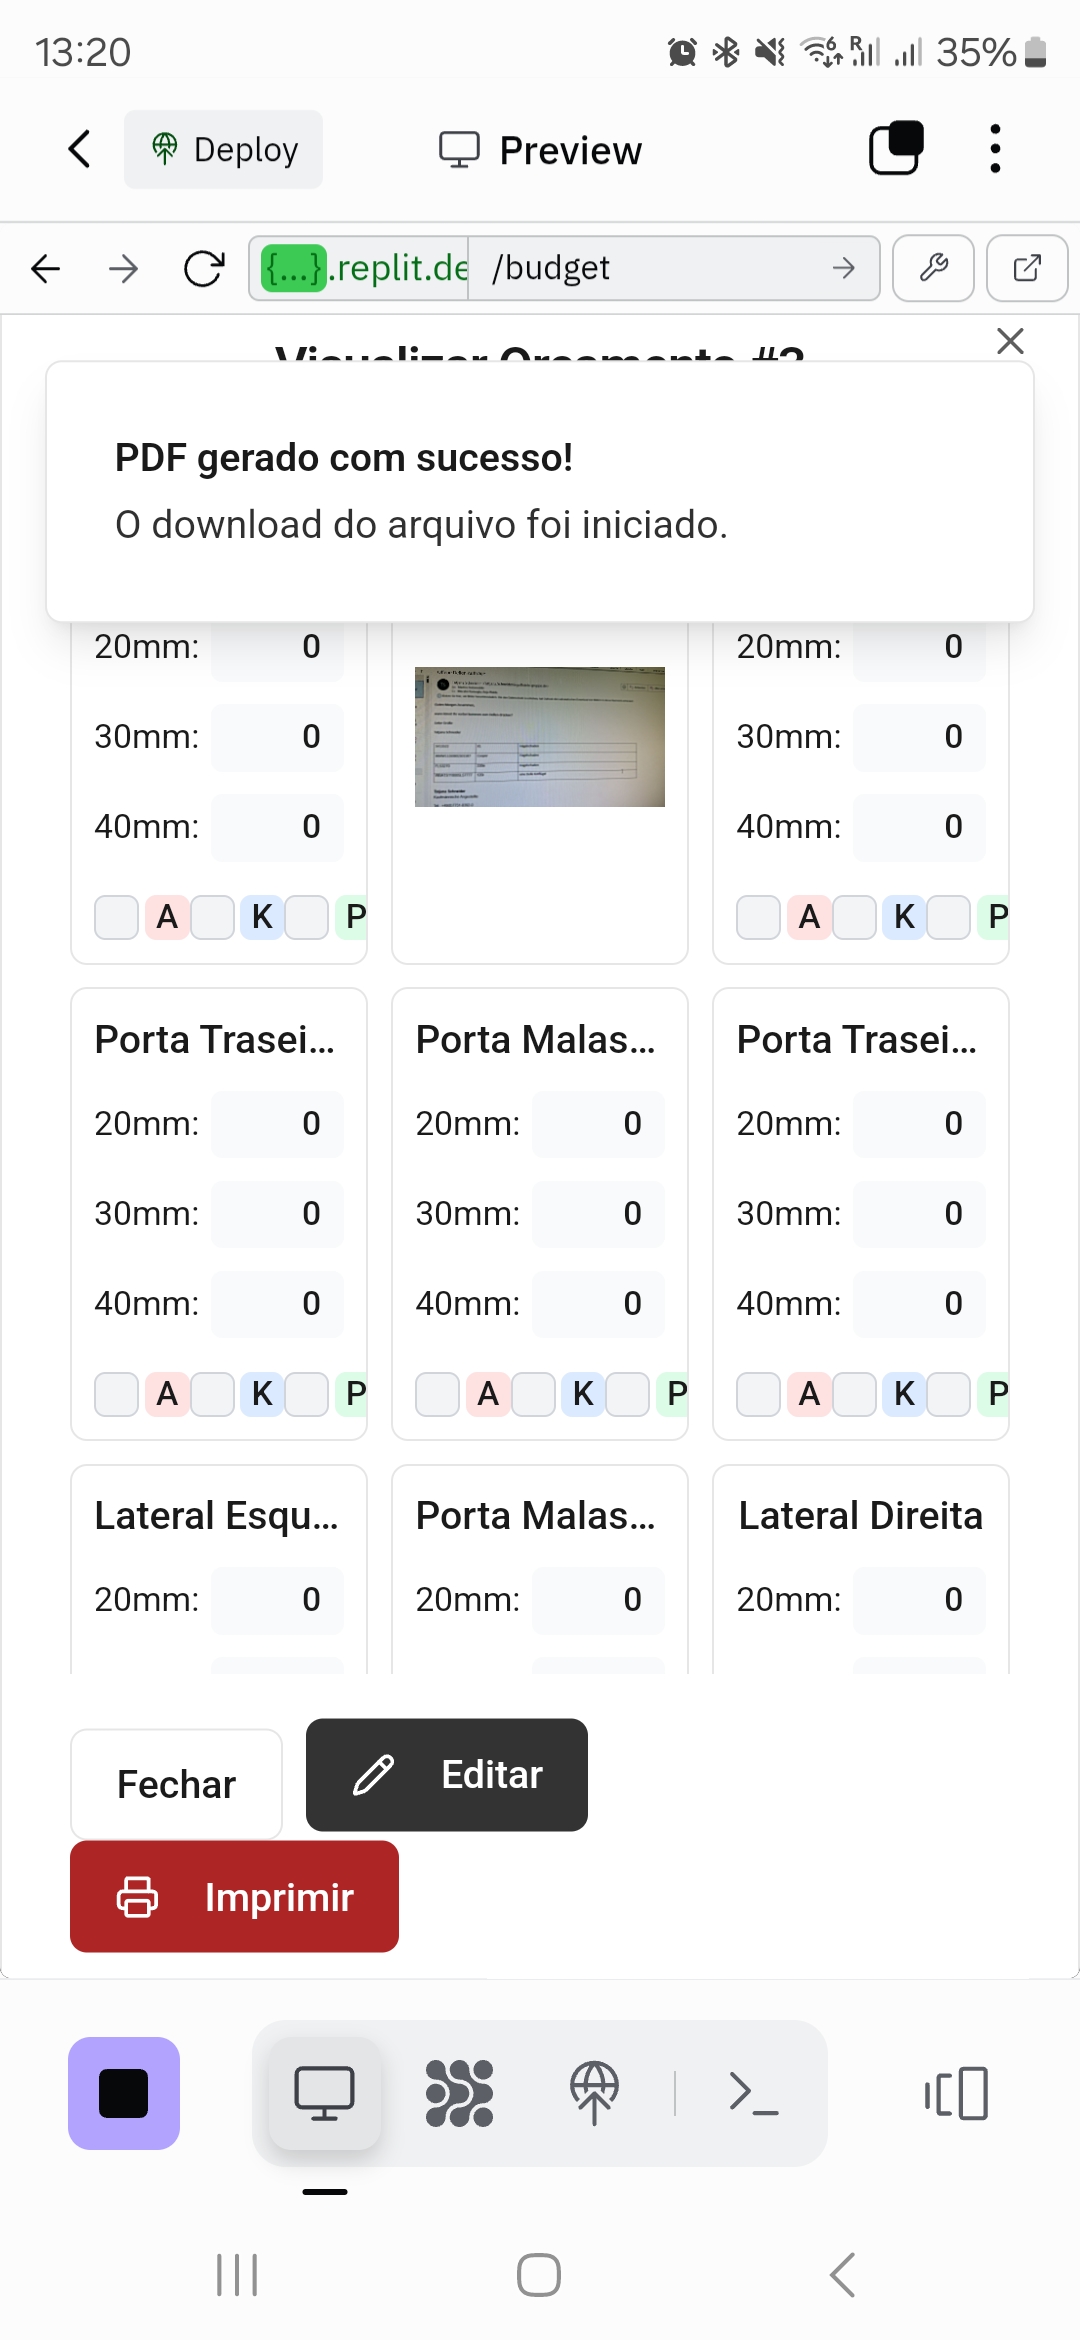 13:20
R
6
35%
Deploy
Preview
{...}.replit.de
/budget
PDF gerado com sucesso!
O download do arquivo foi iniciado.
20mm: 0
20mm: 0
30mm: 0
30mm: 0
40mm: 0
40mm: 0
A K P
A K P
Porta Trasei... Porta Malas... Porta Trasei...
20mm: 0 20mm: 0 20mm: 0
30mm: 0 30mm: 0 30mm: 0
40mm: 0 40mm: 0 40mm: 0
A K P A K P A K P
Lateral Esqu... Porta Malas... Lateral Direita
20mm: 0 20mm: 0 20mm: 0
Fechar
Editar
Imprimir